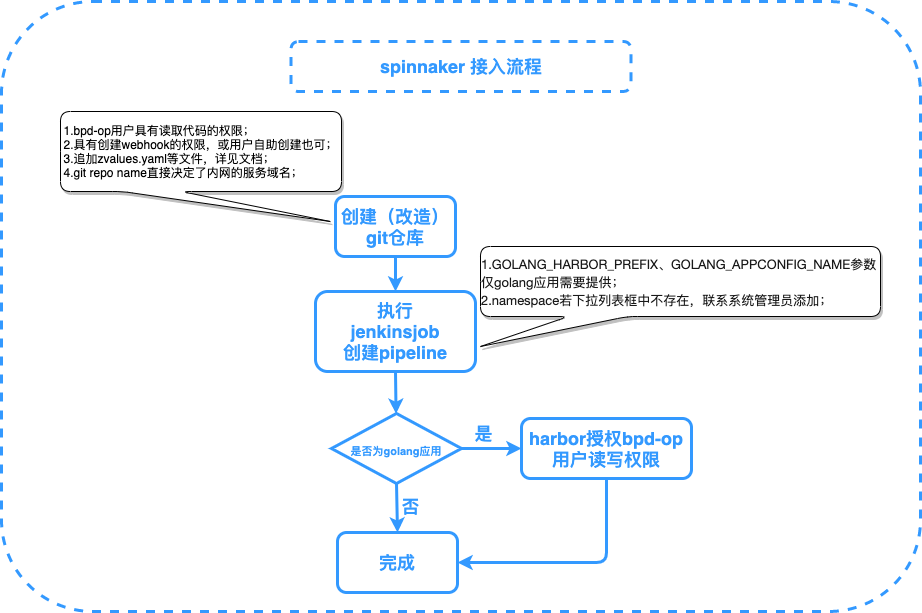 spinnaker 接入流程
1.bpd-op用户具有读取代码的权限；
2.具有创建webhook的权限，或用户自助创建也可；
3.追加zvalues.yaml等文件，详见文档；
4.git repo name直接决定了内网的服务域名；
创建（改造）
git仓库
1.GOLANG_HARBOR_PREFIX、GOLANG_APPCONFIG_NAME参数
仅golang应用需要提供；
2.namespace若下拉列表框中不存在，联系系统管理员添加；
执行
jenkinsjob
创建pipeline
是否为golang应用
是
harbor授权bpd-op
用户读写权限
否
完成